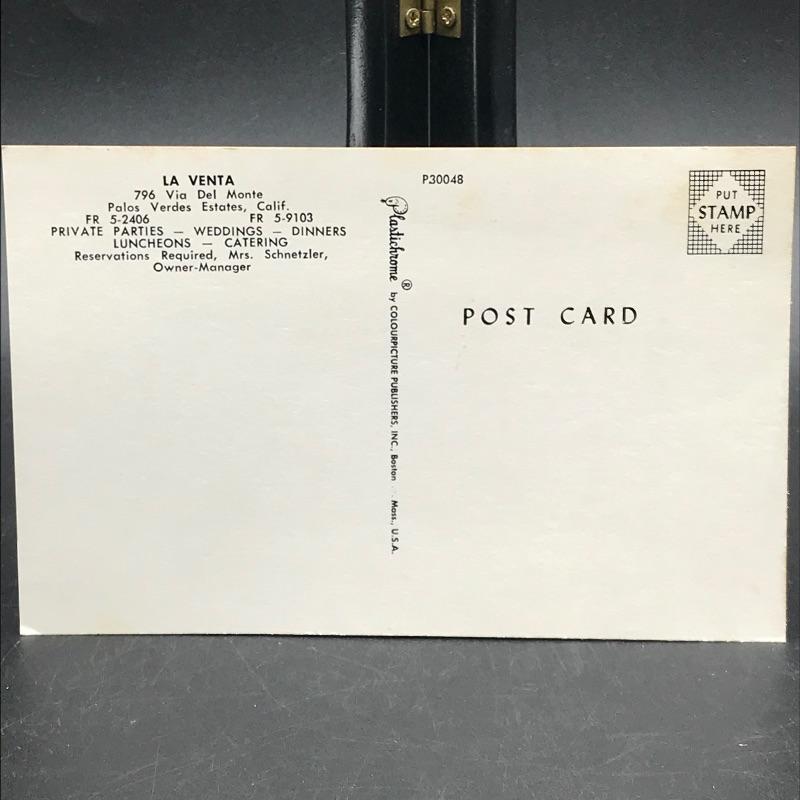 LA VENTA
796 Via Del Monte
Palos Verdes Estates, Calif.
FR 5-2406 FR 5-9103
PRIVATE PARTIES — WEDDINGS — DINNERS
LUNCHEONS — CATERING
Reservations Required, Mrs. Schnetzler,
Owner-Manager
P30048
Plastichrome ® by COLOURPICTURE PUBLISHERS, INC., Boston Mass., U.S.A.
PUT
STAMP
HERE
POST CARD